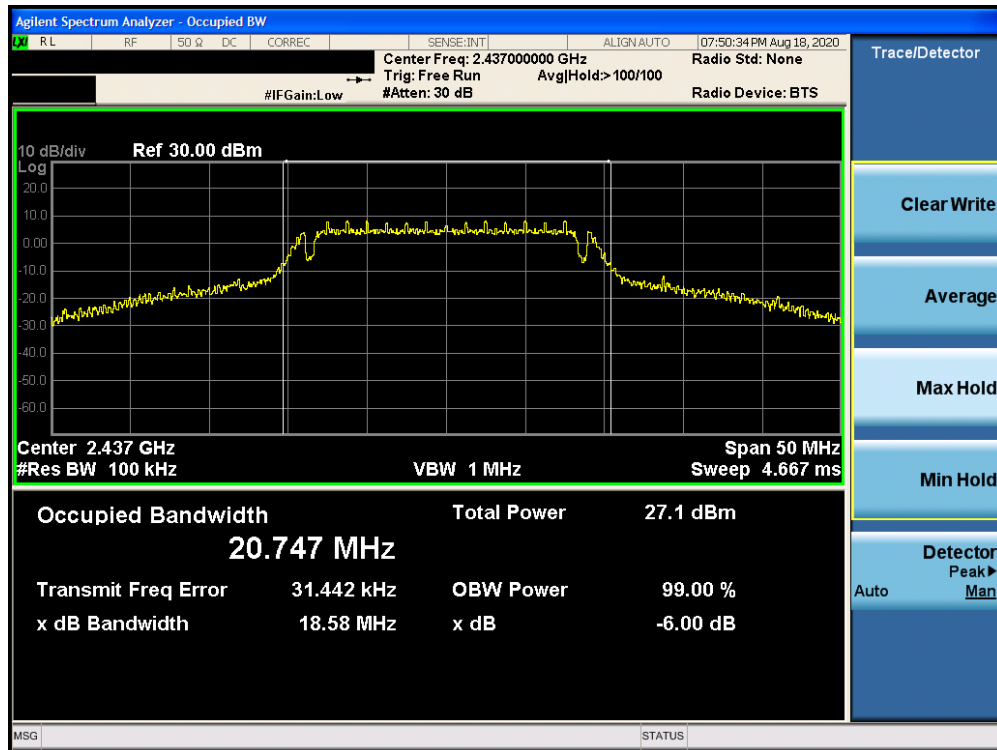 Agilent Spectrum Analyzer - Occupied BW
LXI RL RF 50 Ω DC CORREC SENSE:INT ALIGN AUTO 07:50:34 PM Aug 18, 2020
Center Freq: 2.437000000 GHz Radio Std: None
Trig: Free Run Avg|Hold:>100/100
#IFGain:Low #Atten: 30 dB Radio Device: BTS
10 dB/div Ref 30.00 dBm
Log
20.0
10.0
0.00
-10.0
-20.0
-30.0
-40.0
-50.0
-60.0
Center 2.437 GHz Span 50 MHz
#Res BW 100 kHz VBW 1 MHz Sweep 4.667 ms
Occupied Bandwidth Total Power 27.1 dBm
20.747 MHz
Transmit Freq Error 31.442 kHz OBW Power 99.00 %
x dB Bandwidth 18.58 MHz x dB -6.00 dB
MSG STATUS
Trace/Detector
Clear Write
Average
Max Hold
Min Hold
Detector
Peak▶
Auto Man